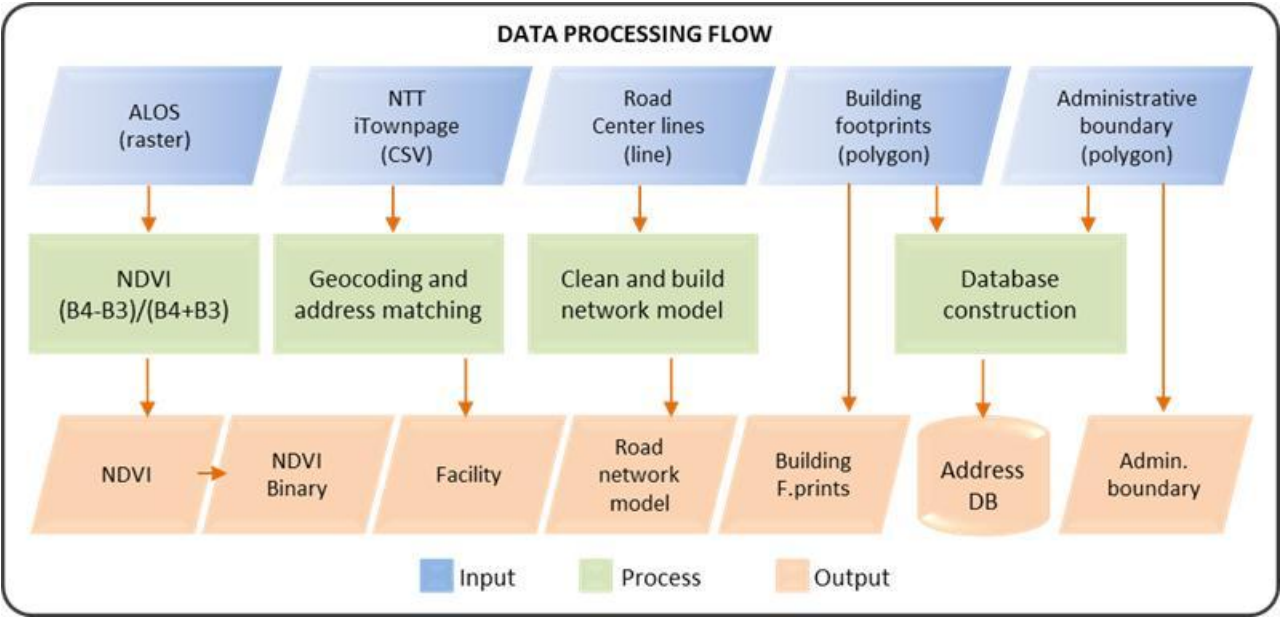 DATA PROCESSING FLOW
ALOS
(raster)
NTT
iTownpage
(CSV)
Road
Center lines
(line)
Building
footprints
(polygon)
Administrative
boundary
(polygon)
NDVI
(B4-B3)/(B4+B3)
Geocoding and
address matching
Clean and build
network model
Database
construction
NDVI
NDVI
Binary
Facility
Road
network
model
Building
F.prints
Address
DB
Admin.
boundary
Input
Process
Output